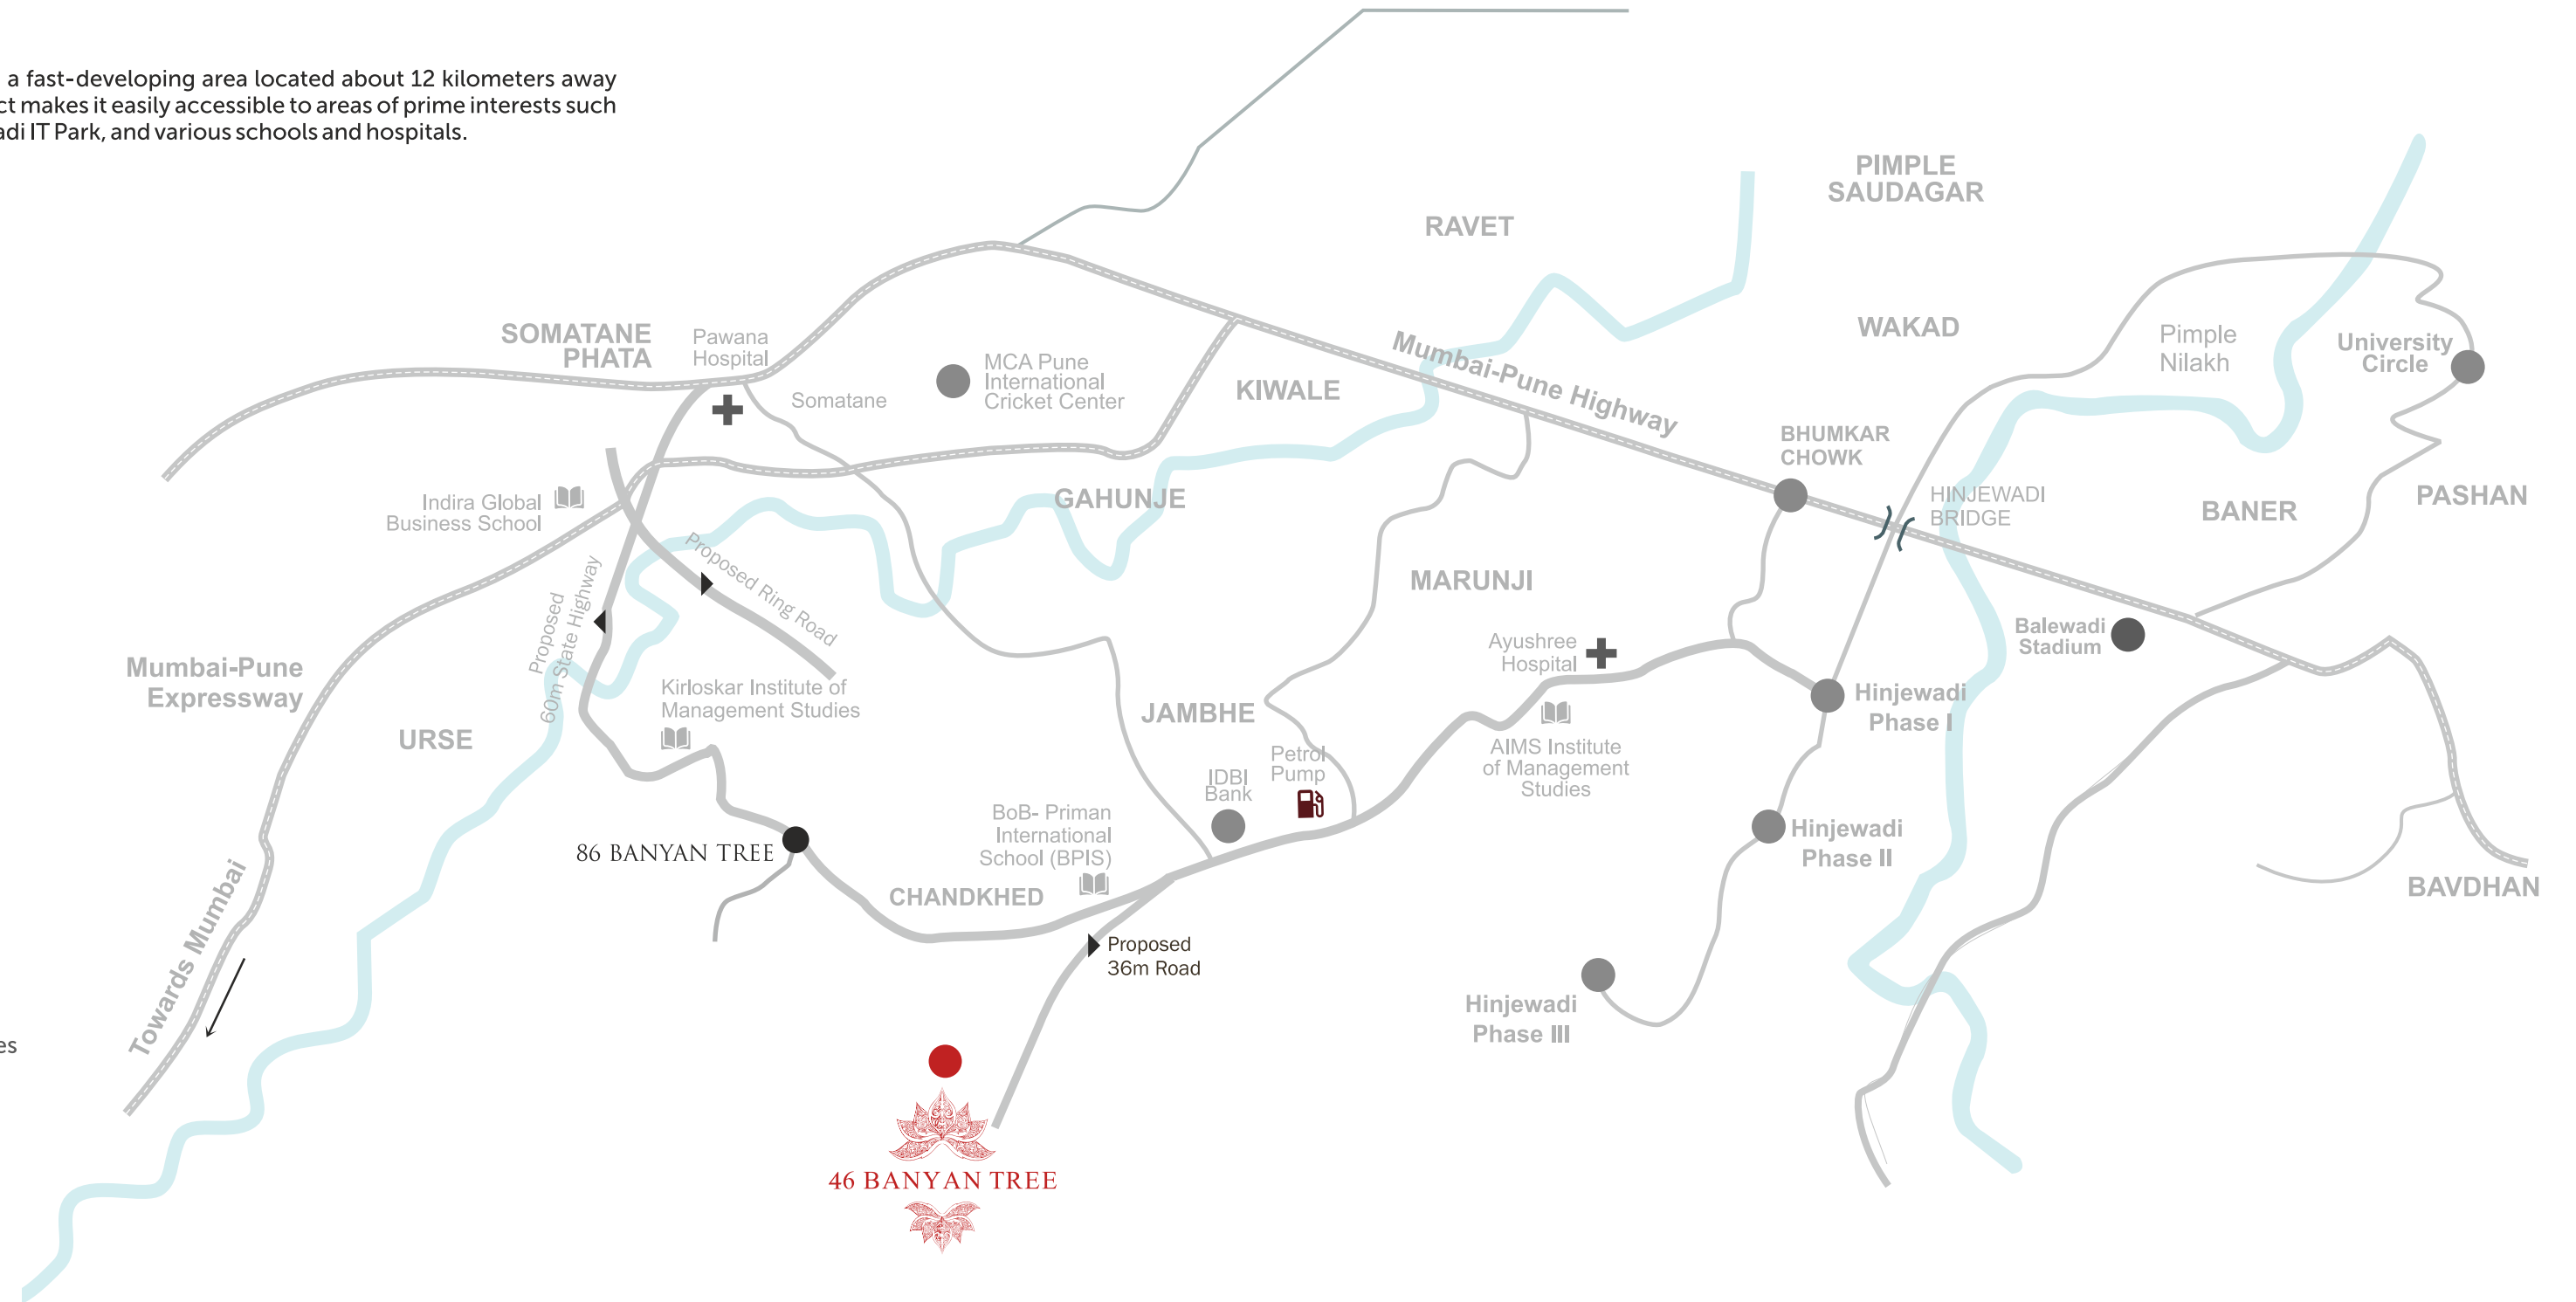 a fast-developing area located about 12 kilometers away
ct makes it easily accessible to areas of prime interests such
adi IT Park, and various schools and hospitals.
PIMPLE
SAUDAGAR
RAVET
SOMATANE
PHATA
Pawana
Hospital
Somatane
MCA Pune
International
Cricket Center
KIWALE
Mumbai-Pune Highway
WAKAD
Pimple
Nilakh
University
Circle
BHUMKAR
CHOWK
HINJEWADI
BRIDGE
BANER
PASHAN
Indira Global
Business School
GAHUNJE
Proposed Ring Road
Proposed
60m State Highway
MARUNJI
Ayushree
Hospital
Balewadi
Stadium
Mumbai-Pune
Expressway
URSE
Kirloskar Institute of
Management Studies
JAMBHE
Hinjewadi
Phase I
Petrol
Pump
IDBI
Bank
AIMS Institute
of Management
Studies
BoB- Priman
International
School (BPIS)
Hinjewadi
Phase II
86 BANYAN TREE
CHANDKHED
BAVDHAN
Towards Mumbai
Proposed
36m Road
Hinjewadi
Phase III
es
46 BANYAN TREE